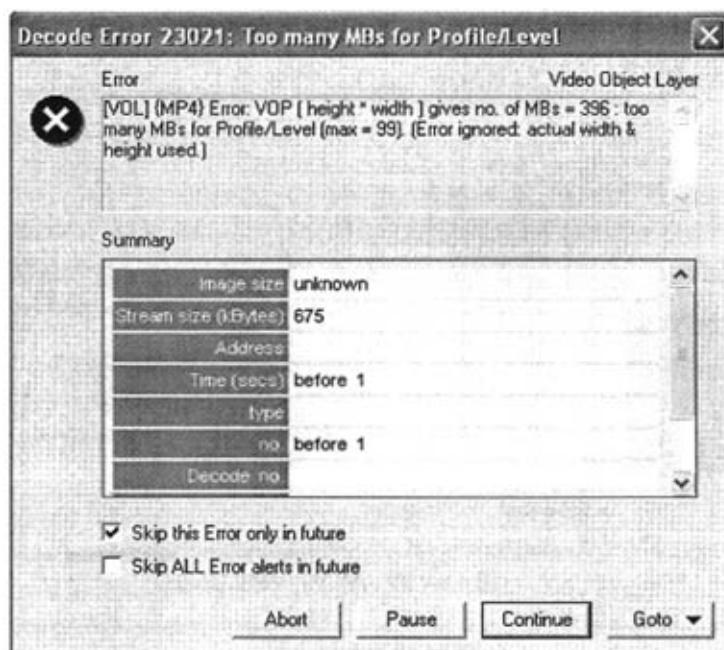 Decode Error 23021: Too many MBs for Profile/Level
Error Video Object Layer
[VOL] {MP4} Error: VOP [ height * width ] gives no. of MBs = 396 : too
many MBs for Profile/Level (max = 99). (Error ignored: actual width &
height used.)
Summary
Image size unknown
Stream size (kBytes) 675
Address
Time (secs) before 1
type
no. before 1
Decode no.
Skip this Error only in future
Skip ALL Error alerts in future
Abort Pause Continue Goto